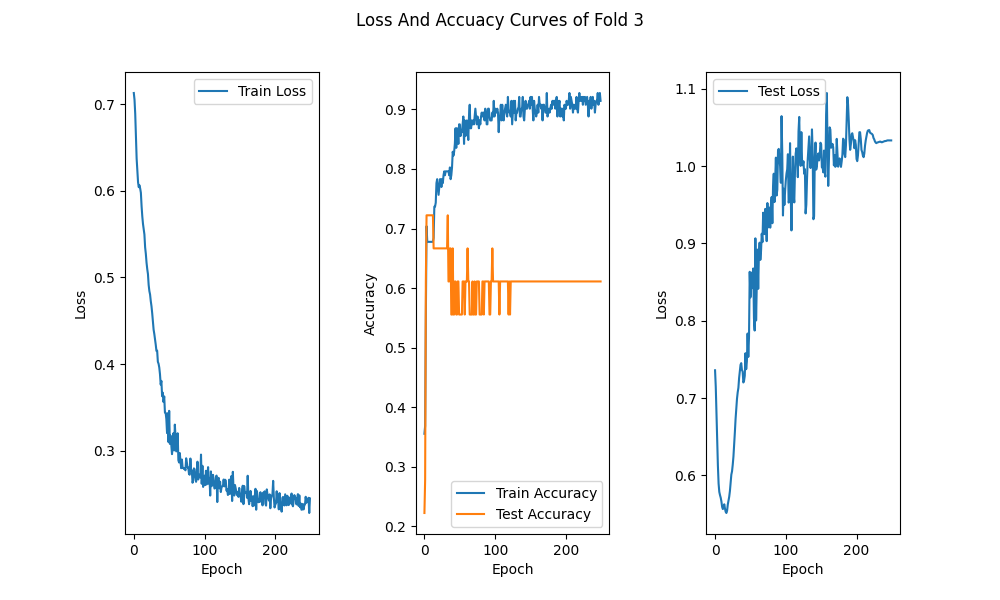 Loss And Accuacy Curves of Fold 3
Loss
0.7
0.6
0.5
0.4
0.3
Train Loss
0 100 200
Epoch
Accuracy
0.9
0.8
0.7
0.6
0.5
0.4
0.3
0.2
Train Accuracy
Test Accuracy
0 100 200
Epoch
Loss
1.1
1.0
0.9
0.8
0.7
0.6
Test Loss
0 100 200
Epoch